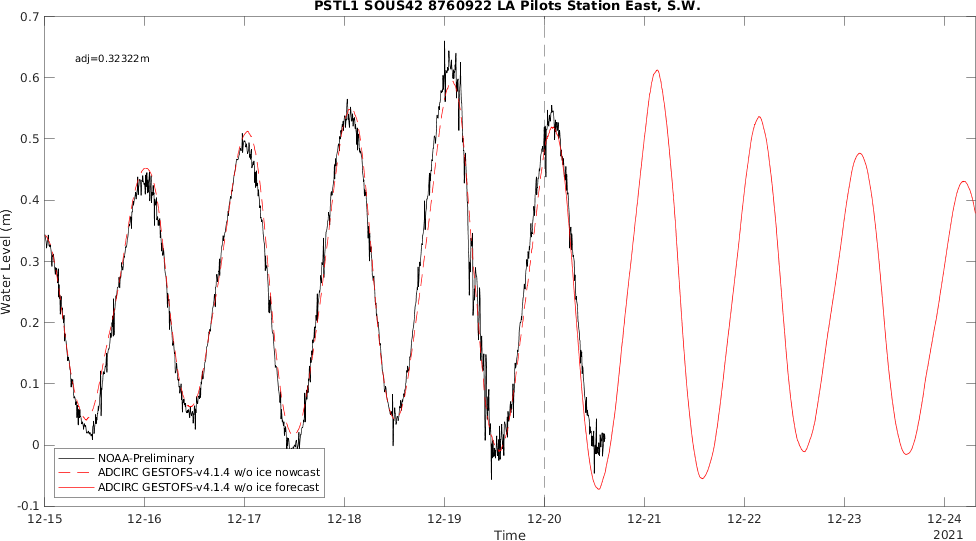 PSTL1 SOUS42 8760922 LA Pilots Station East, S.W.
0.7
adj=0.32322m
0.6
0.5
0.4
0.3
0.2
0.1
0
-0.1
Water Level (m)
NOAA-Preliminary
ADCIRC GESTOFS-v4.1.4 w/o ice nowcast
ADCIRC GESTOFS-v4.1.4 w/o ice forecast
12-15 12-16 12-17 12-18 12-19 12-20 12-21 12-22 12-23 12-24
Time
2021